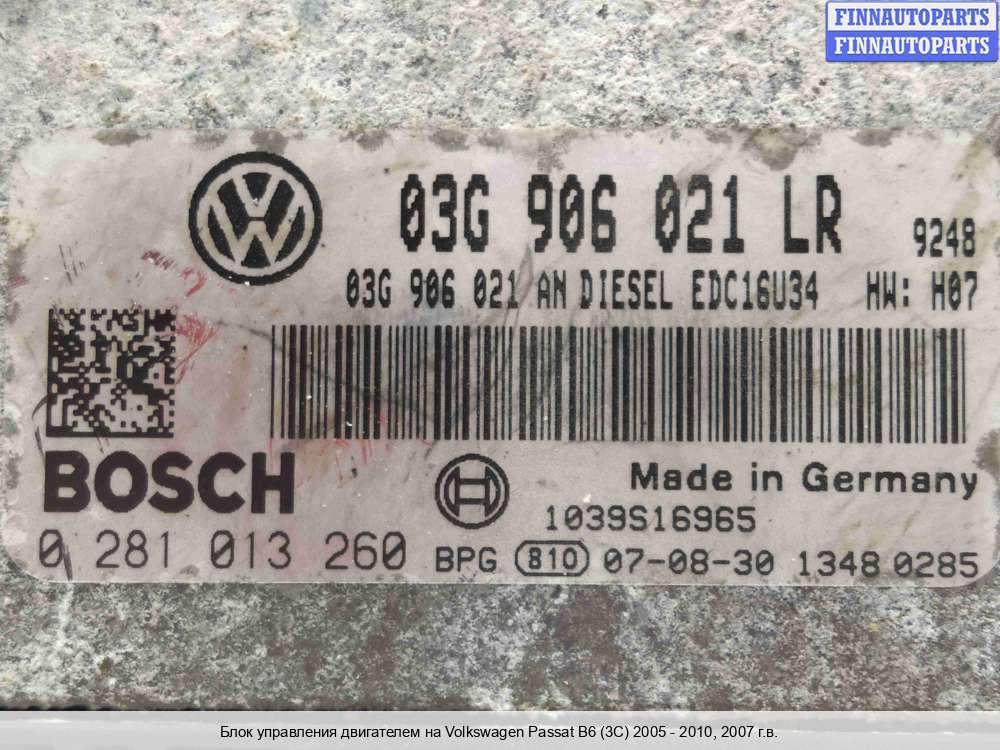 FINNAUTOPARTS
FINNAUTOPARTS
03G 906 021 LR 9248
03G 906 021 AN DIESEL EDC16U34 HW: H07
BOSCH
Made in Germany
1039S16965
0 281 013 260 BPG 810 07-08-30 1348 0285
Блок управления двигателем на Volkswagen Passat B6 (3C) 2005 - 2010, 2007 г.в.